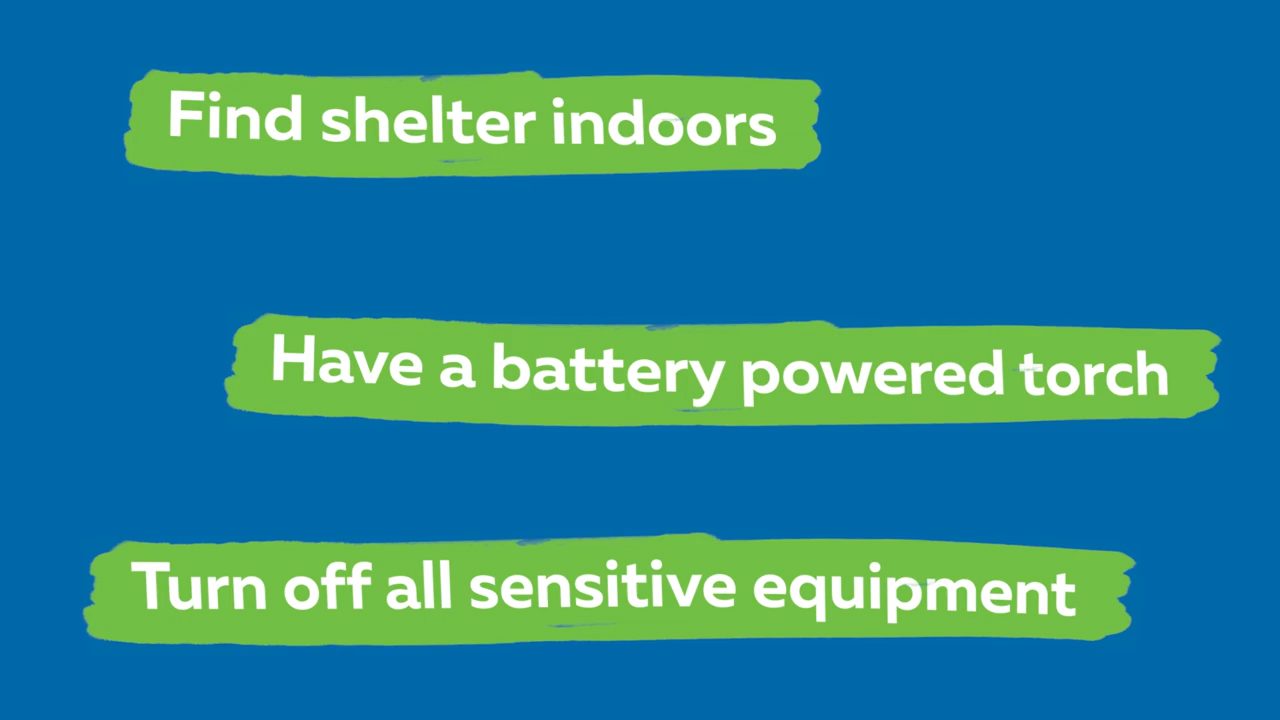 Find shelter indoors
Have a battery powered torch
Turn off all sensitive equipment